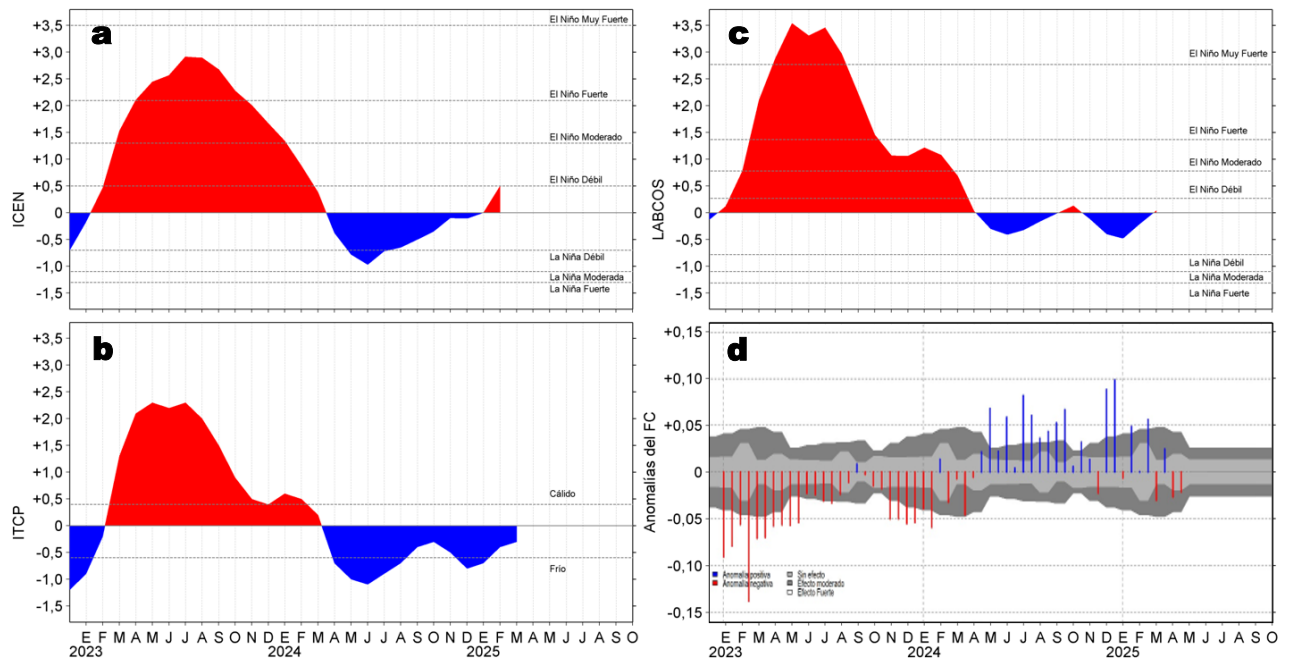 a
ICEN
+3,5
+3,0
+2,5
+2,0
+1,5
+1,0
+0,5
0
-0,5
-1,0
-1,5
El Niño Muy Fuerte
El Niño Fuerte
El Niño Moderado
El Niño Débil
La Niña Débil
La Niña Moderada
La Niña Fuerte
c
LABCOS
+3,5
+3,0
+2,5
+2,0
+1,5
+1,0
+0,5
0
-0,5
-1,0
-1,5
El Niño Muy Fuerte
El Niño Fuerte
El Niño Moderado
El Niño Débil
La Niña Débil
La Niña Moderada
La Niña Fuerte
b
ITCP
+3,5
+3,0
+2,5
+2,0
+1,5
+1,0
+0,5
0
-0,5
-1,0
-1,5
Cálido
Frío
E F M A M J J A S O N D E F M A M J J A S O N D E F M A M J J A S O
2023 2024 2025
d
Anomalías del FC
+0,15
+0,10
+0,05
0
-0,05
-0,10
-0,15
Anomalía positiva
Anomalía negativa
Sin efecto
Efecto moderado
Efecto Fuerte
E F M A M J J A S O N D E F M A M J J A S O N D E F M A M J J A S O
2023 2024 2025